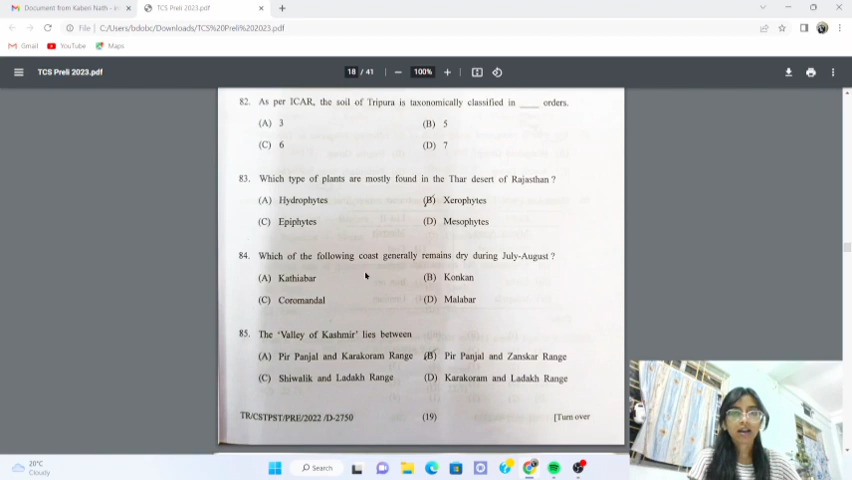 Document from Kaberi Nath - in
TCS Preli 2023.pdf
File | C:/Users/bdobc/Downloads/TCS%20Preli%202023.pdf
Gmail YouTube Maps
TCS Preli 2023.pdf 18 / 41 100%
82. As per ICAR, the soil of Tripura is taxonomically classified in ____ orders.
(A) 3 (B) 5
(C) 6 (D) 7
83. Which type of plants are mostly found in the Thar desert of Rajasthan ?
(A) Hydrophytes (B) Xerophytes
(C) Epiphytes (D) Mesophytes
84. Which of the following coast generally remains dry during July-August ?
(A) Kathiabar (B) Konkan
(C) Coromandal (D) Malabar
85. The 'Valley of Kashmir' lies between
(A) Pir Panjal and Karakoram Range (B) Pir Panjal and Zanskar Range
(C) Shiwalik and Ladakh Range (D) Karakoram and Ladakh Range
TR/CSTPST/PRE/2022 /D-2750 (19) [Turn over
20°C
Cloudy
Search